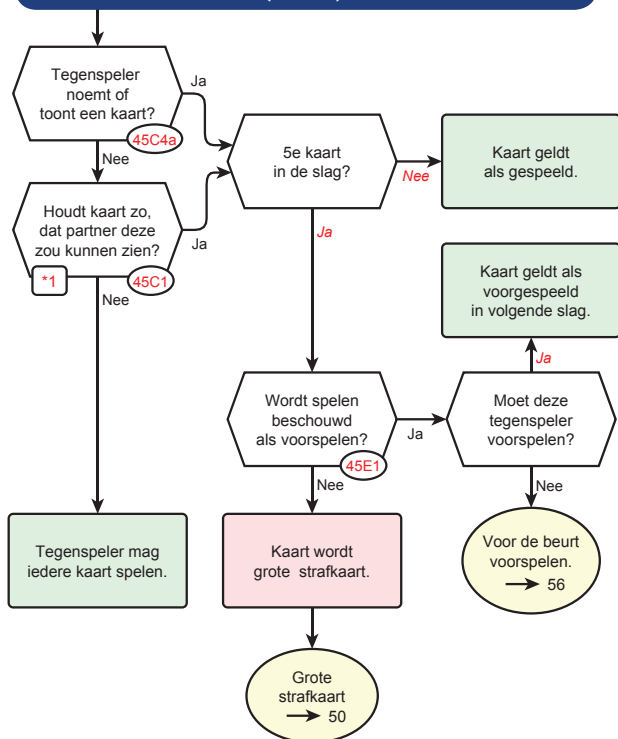 Tegenspeler
noemt of
toont een kaart?
45C4a
Ja
Nee
5e kaart
in de slag?
Nee
Kaart geldt
als gespeeld.
Houdt kaart zo,
dat partner deze
zou kunnen zien?
*1
45C1
Ja
Nee
Ja
Kaart geldt als
voorgespeeld
in volgende slag.
Ja
Wordt spelen
beschouwd
als voorspelen?
45E1
Ja
Nee
Moet deze
tegenspeler
voorspelen?
Nee
Tegenspeler mag
iedere kaart spelen.
Kaart wordt
grote strafkaart.
Voor de beurt
voorspelen.
56
Grote
strafkaart
50